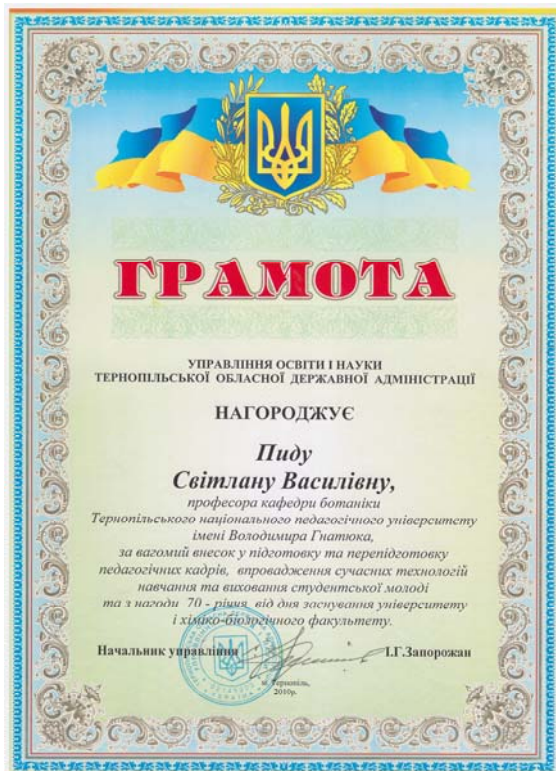 ГРАМОТА
УПРАВЛІННЯ ОСВІТИ І НАУКИ
ТЕРНОПІЛЬСЬКОЇ ОБЛАСНОЇ ДЕРЖАВНОЇ АДМІНІСТРАЦІЇ
НАГОРОДЖУЄ
Пиду
Світлану Василівну,
професора кафедри ботаніки
Тернопільського національного педагогічного університету
імені Володимира Гнатюка,
за вагомий внесок у підготовку та перепідготовку
педагогічних кадрів, впровадження сучасних технологій
навчання та виховання студентської молоді
та з нагоди 70 - річчя від дня заснування університету
і хіміко-біологічного факультету.
Начальник управління І.Г.Запорожан
м. Тернопіль,
2010р.